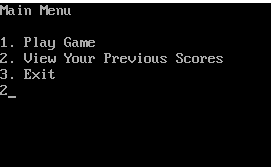 Main Menu
1. Play Game
2. View Your Previous Scores
3. Exit
2_